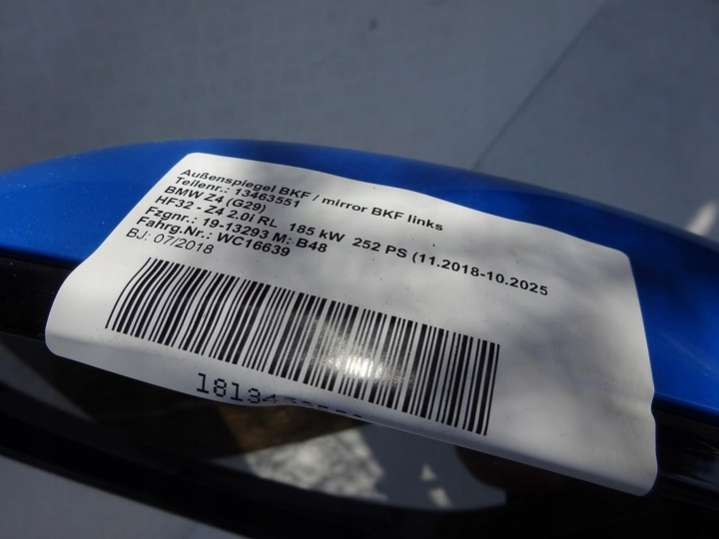 Außenspiegel BKF / mirror BKF links
Teilenr.: 13463551
BMW Z4 (G29)
HF32 - Z4 2.0i RL 185 kW 252 PS (11.2018-10.2025
Fzgnr.: 19-13293 M: B48
Fahrg.Nr.: WC16639
BJ: 07/2018